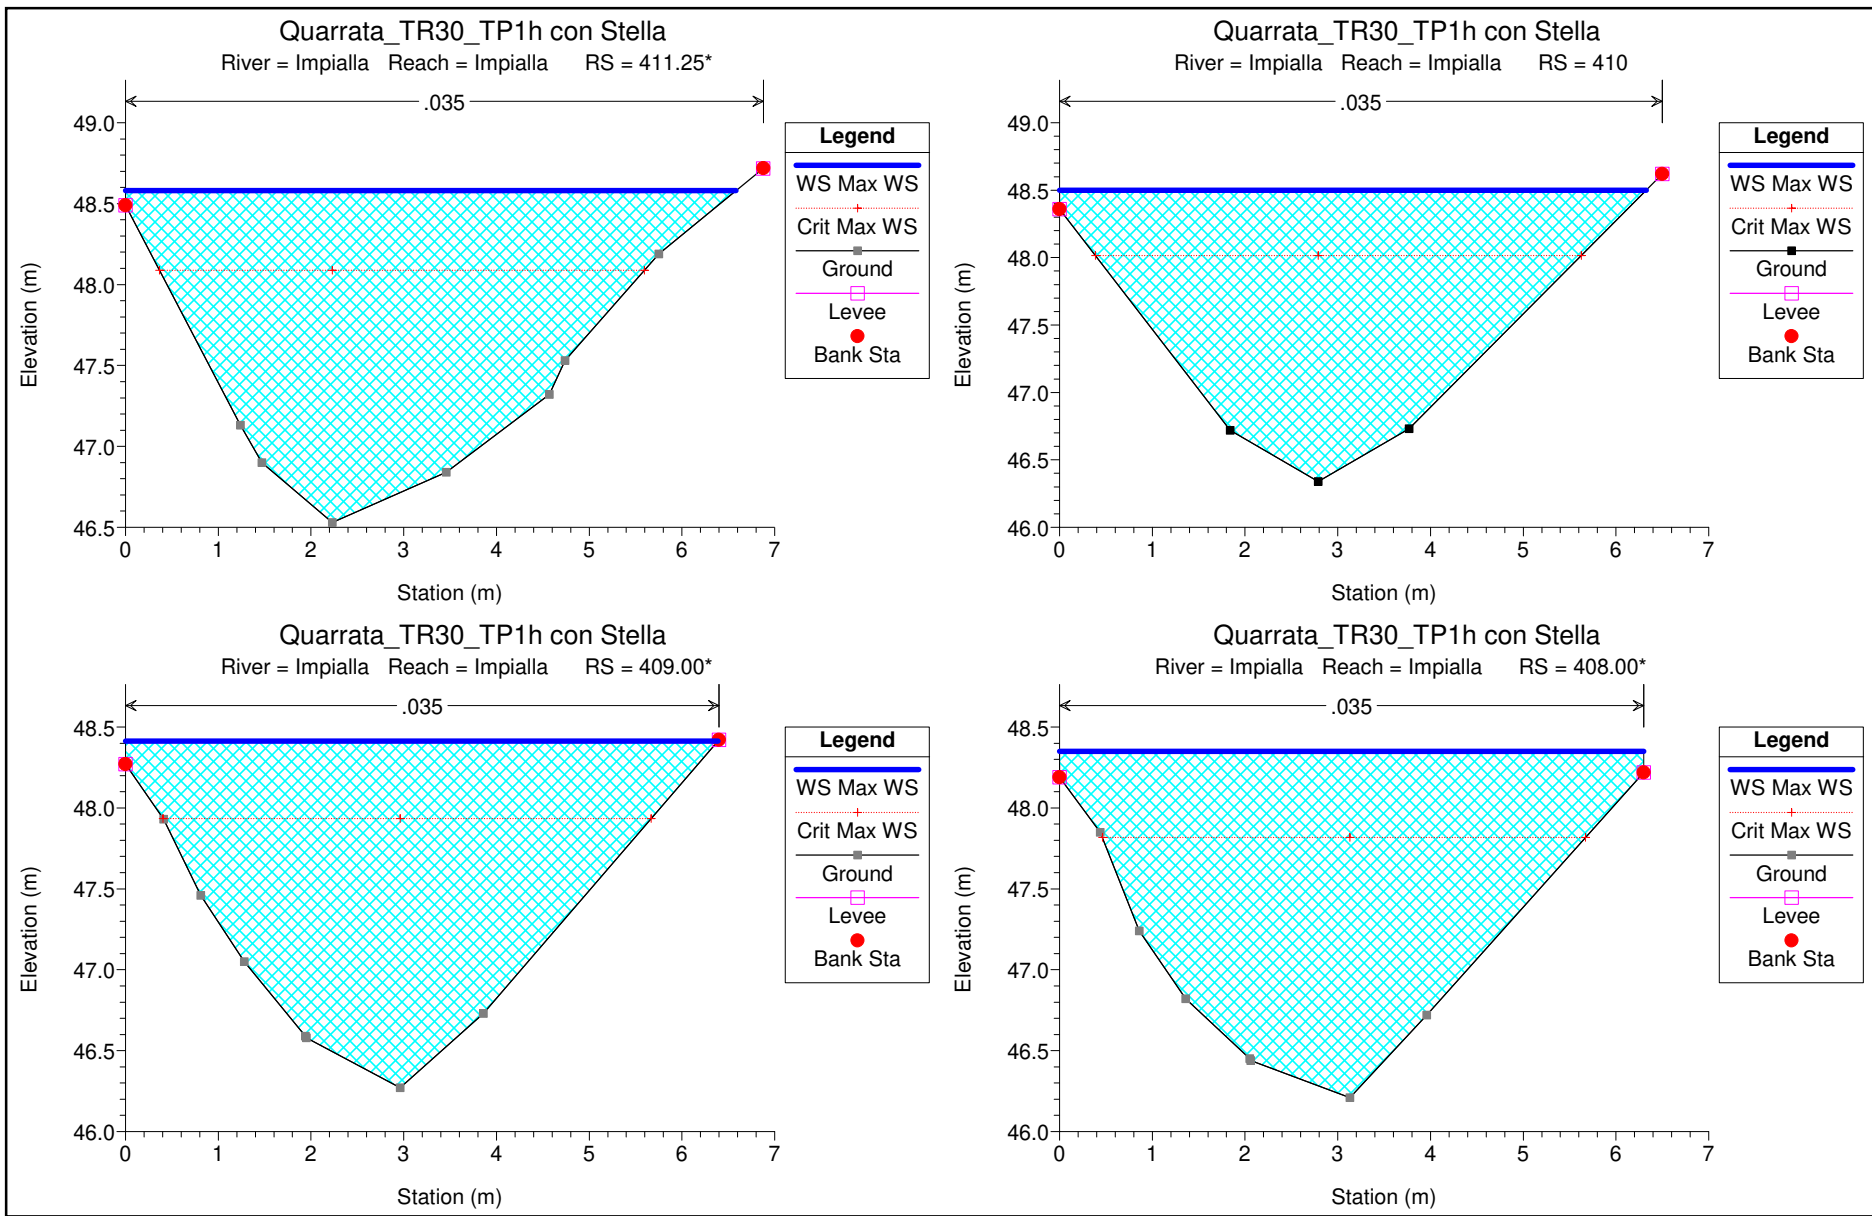 Quarrata_TR30_TP1h con Stella
River = Impialla Reach = Impialla RS = 411.25*
.035
49.0
48.5
48.0
47.5
47.0
46.5
Elevation (m)
0 1 2 3 4 5 6 7
Station (m)
Legend
WS Max WS
Crit Max WS
Ground
Levee
Bank Sta
Quarrata_TR30_TP1h con Stella
River = Impialla Reach = Impialla RS = 410
.035
49.0
48.5
48.0
47.5
47.0
46.5
46.0
Elevation (m)
0 1 2 3 4 5 6 7
Station (m)
Legend
WS Max WS
Crit Max WS
Ground
Levee
Bank Sta
Quarrata_TR30_TP1h con Stella
River = Impialla Reach = Impialla RS = 409.00*
.035
48.5
48.0
47.5
47.0
46.5
46.0
Elevation (m)
0 1 2 3 4 5 6 7
Station (m)
Legend
WS Max WS
Crit Max WS
Ground
Levee
Bank Sta
Quarrata_TR30_TP1h con Stella
River = Impialla Reach = Impialla RS = 408.00*
.035
48.5
48.0
47.5
47.0
46.5
46.0
Elevation (m)
0 1 2 3 4 5 6 7
Station (m)
Legend
WS Max WS
Crit Max WS
Ground
Levee
Bank Sta